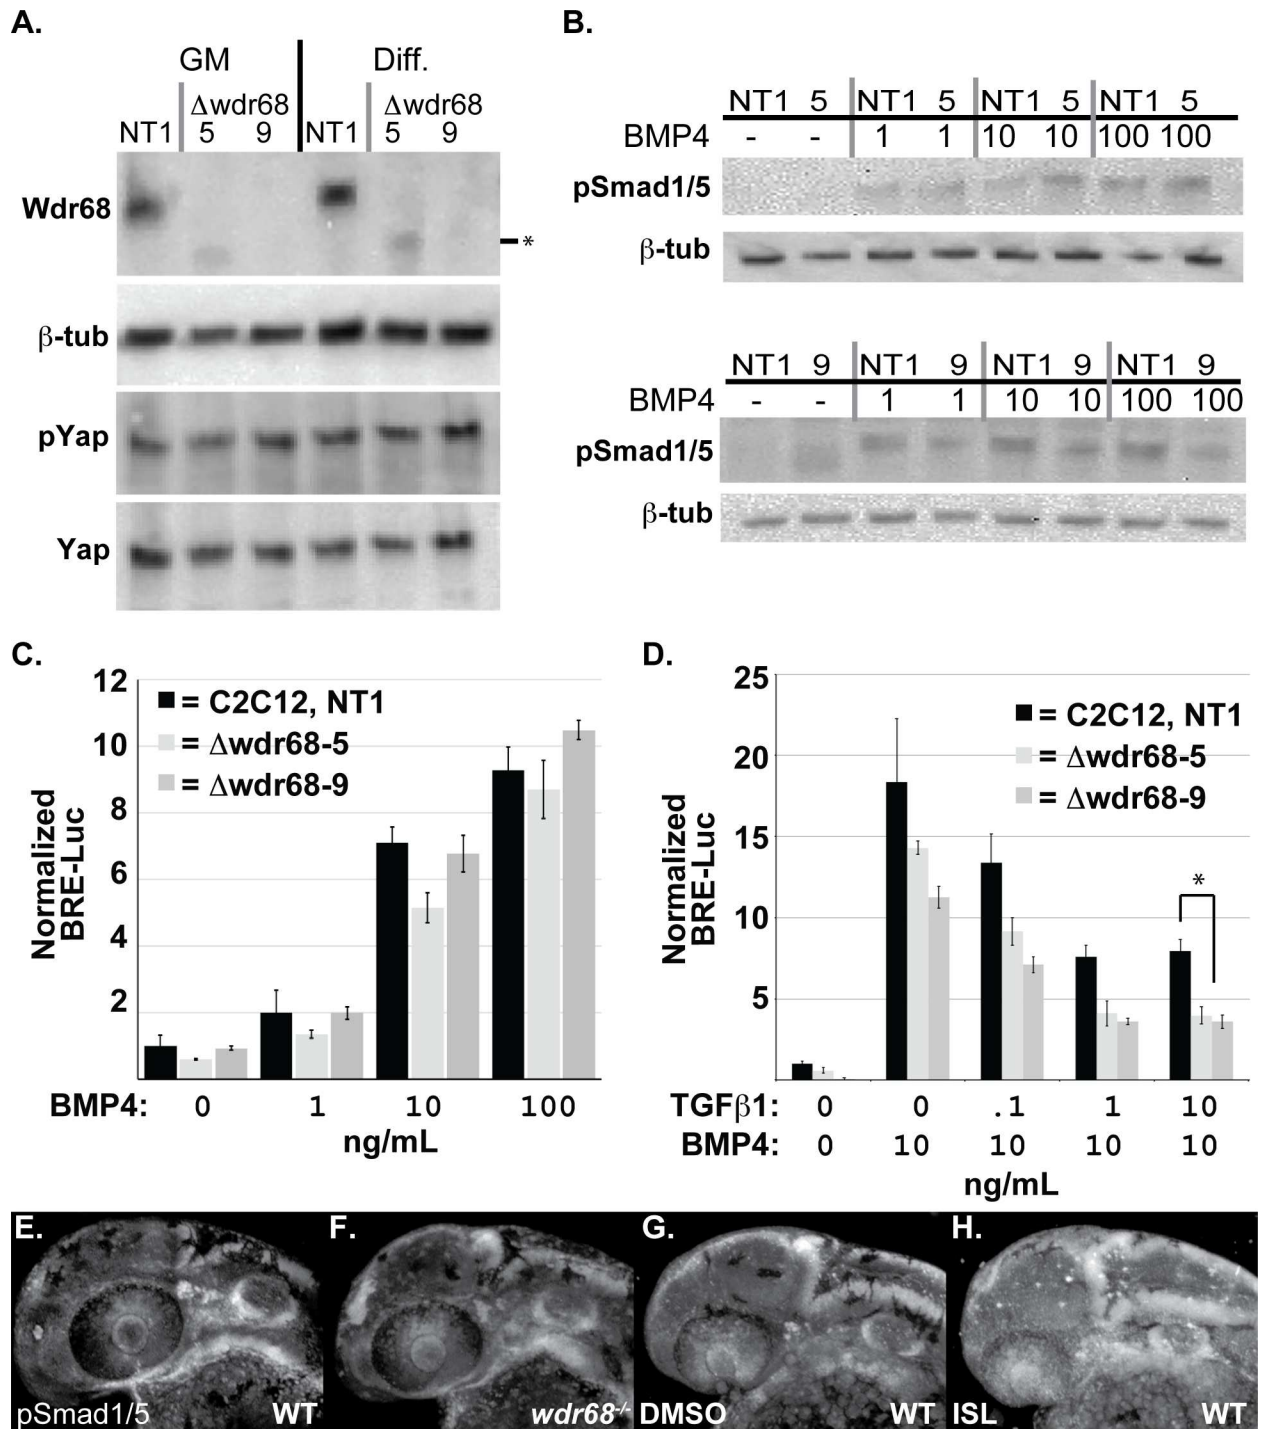 A.
GM Diff.
Δwdr68 Δwdr68
NT1 5 9 NT1 5 9
Wdr68
*
β-tub
pYap
Yap
B.
NT1 5 NT1 5 NT1 5 NT1 5
BMP4 - - 1 1 10 10 100 100
pSmad1/5
β-tub
NT1 9 NT1 9 NT1 9 NT1 9
BMP4 - - 1 1 10 10 100 100
pSmad1/5
β-tub
C.
12
10
8
6
4
2
Normalized
BRE-Luc
= C2C12, NT1
= Δwdr68-5
= Δwdr68-9
BMP4: 0 1 10 100
ng/mL
D.
25
20
15
10
5
Normalized
BRE-Luc
= C2C12, NT1
= Δwdr68-5
= Δwdr68-9
*
TGFβ1: 0 0 .1 1 10
BMP4: 0 10 10 10 10
ng/mL
E.
pSmad1/5 WT
F.
wdr68-/-
G.
DMSO WT
H.
ISL WT